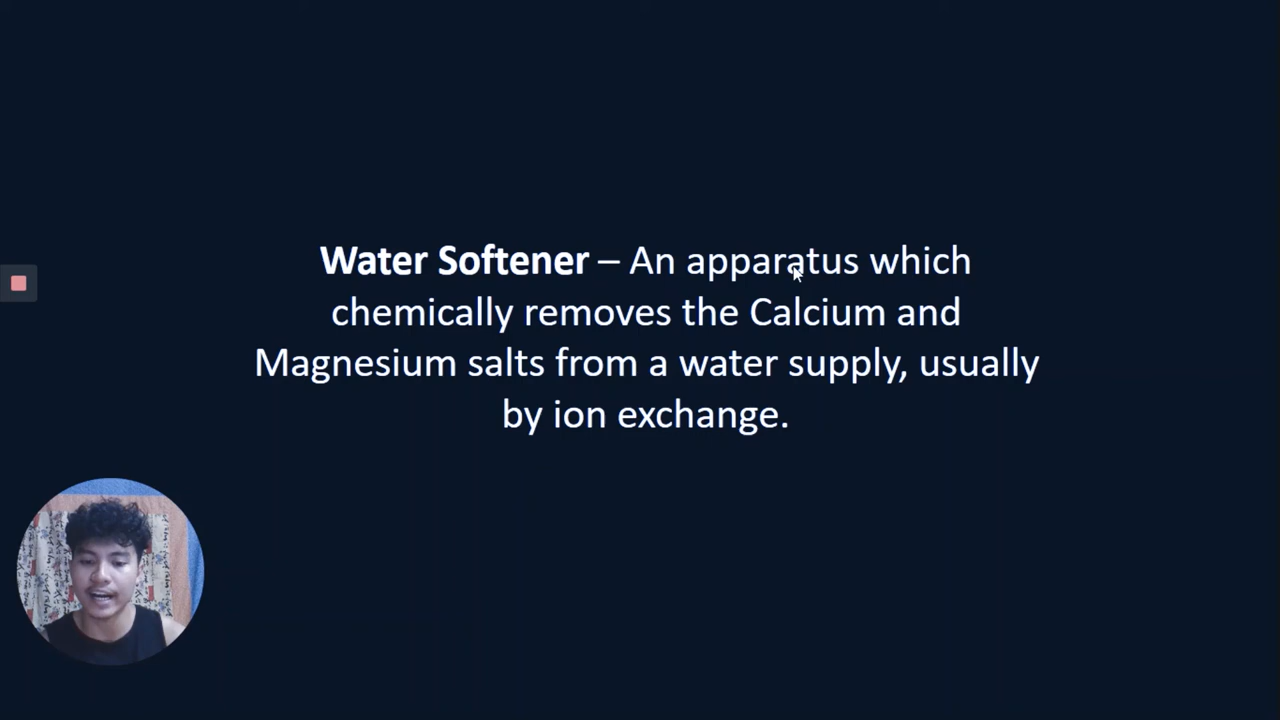 Water Softener – An apparatus which
chemically removes the Calcium and
Magnesium salts from a water supply, usually
by ion exchange.